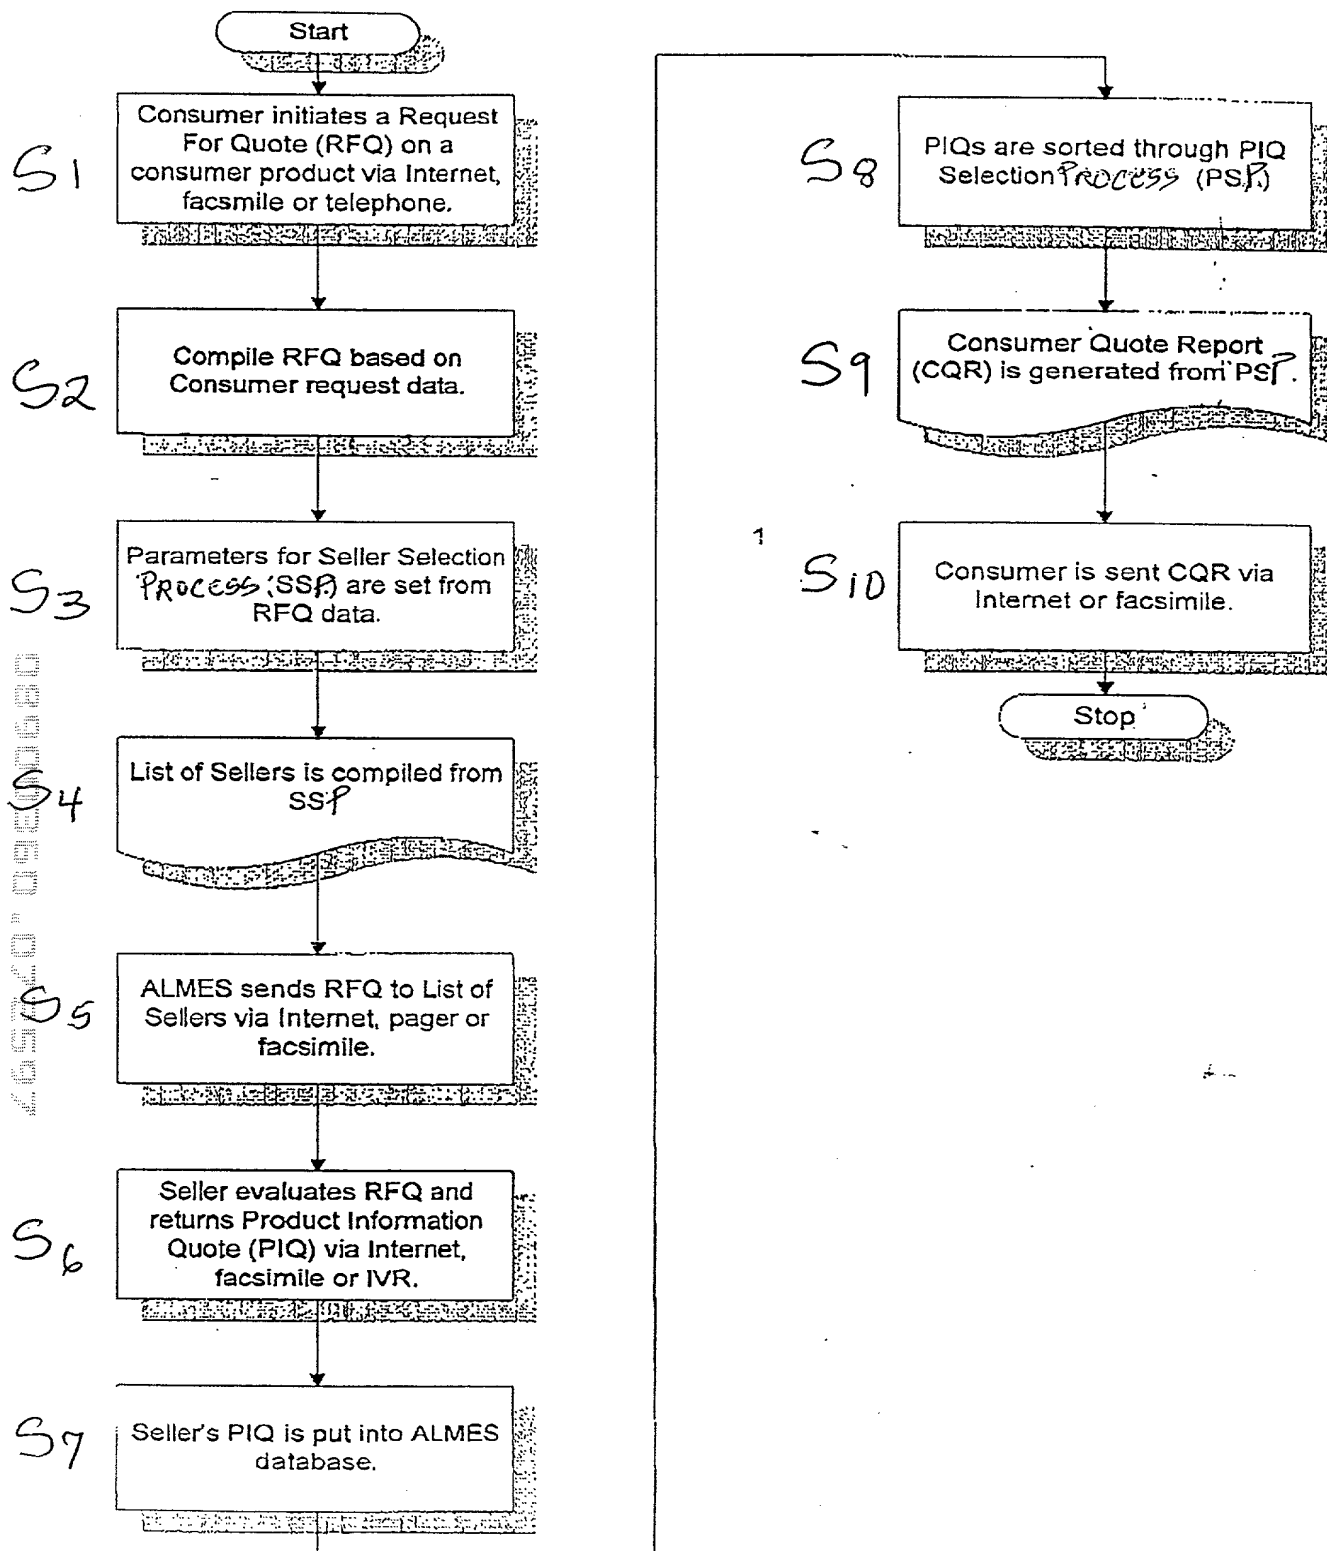 Start
S1
Consumer initiates a Request
For Quote (RFQ) on a
consumer product via Internet,
facsmile or telephone.
S2
Compile RFQ based on
Consumer request data.
S3
Parameters for Seller Selection
PROCESS (SSP) are set from
RFQ data.
S4
List of Sellers is compiled from
SSP
S5
ALMES sends RFQ to List of
Sellers via Internet, pager or
facsimile.
S6
Seller evaluates RFQ and
returns Product Information
Quote (PIQ) via Internet,
facsimile or IVR.
S7
Seller's PIQ is put into ALMES
database.
S8
PIQs are sorted through PIQ
Selection PROCESS (PSP)
S9
Consumer Quote Report
(CQR) is generated from PSP.
1
S10
Consumer is sent CQR via
Internet or facsimile.
Stop